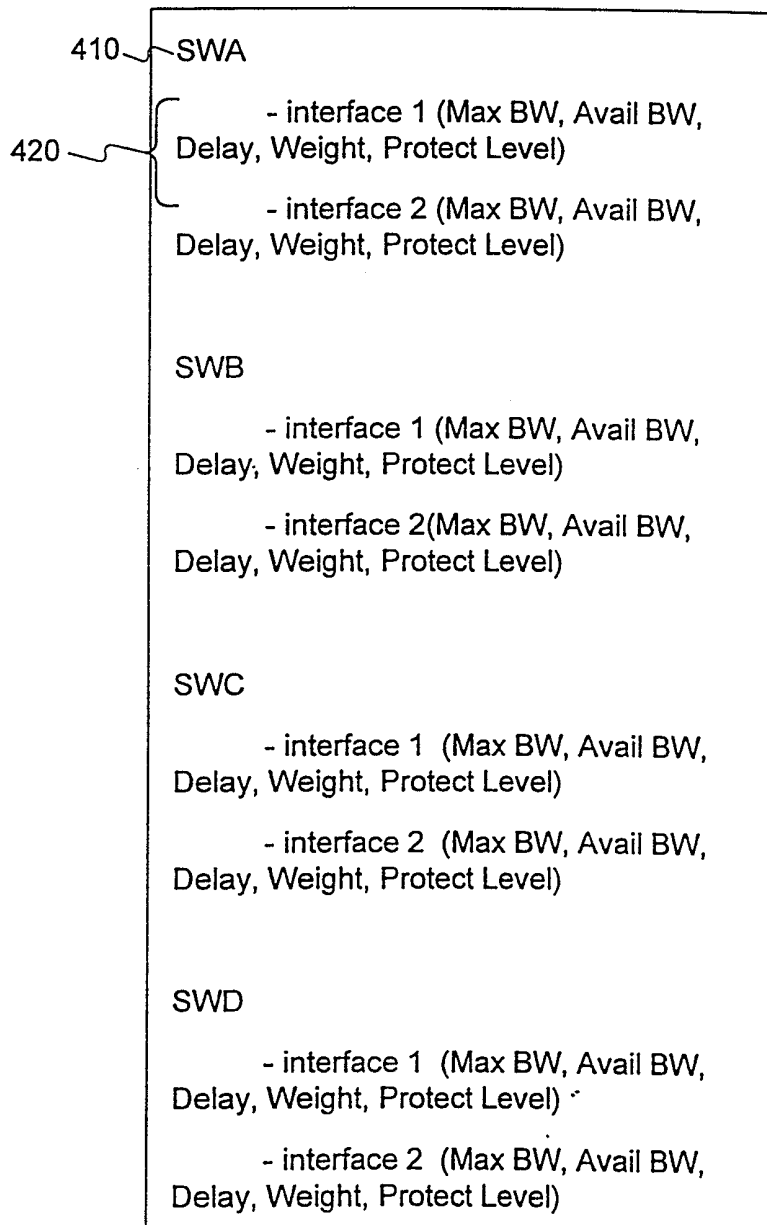 410 SWA
- interface 1 (Max BW, Avail BW,
420 Delay, Weight, Protect Level)
- interface 2 (Max BW, Avail BW,
Delay, Weight, Protect Level)
SWB
- interface 1 (Max BW, Avail BW,
Delay, Weight, Protect Level)
- interface 2(Max BW, Avail BW,
Delay, Weight, Protect Level)
SWC
- interface 1 (Max BW, Avail BW,
Delay, Weight, Protect Level)
- interface 2 (Max BW, Avail BW,
Delay, Weight, Protect Level)
SWD
- interface 1 (Max BW, Avail BW,
Delay, Weight, Protect Level)
- interface 2 (Max BW, Avail BW,
Delay, Weight, Protect Level)